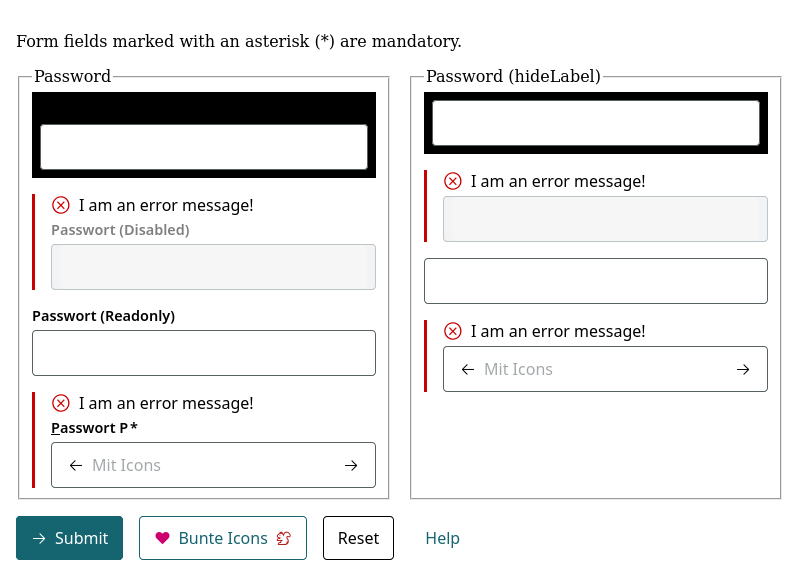 Form fields marked with an asterisk (*) are mandatory.
Password
I am an error message!
Passwort (Disabled)
Passwort (Readonly)
I am an error message!
Passwort P*
← Mit Icons →
Password (hideLabel)
I am an error message!
I am an error message!
← Mit Icons →
→ Submit
Bunte Icons
Reset
Help